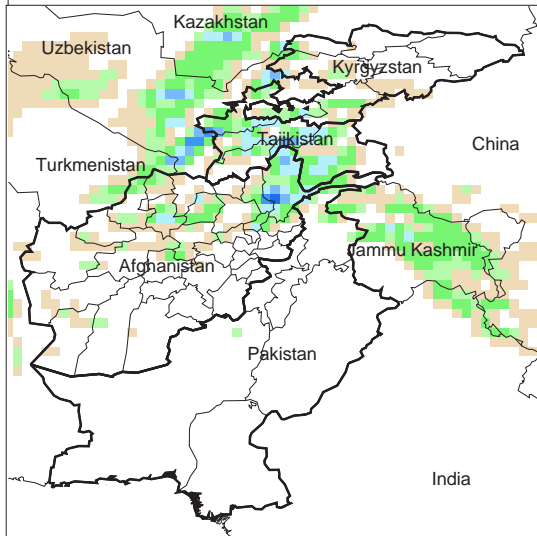 Kazakhstan
Uzbekistan
Kyrgyzstan
Tajikistan
China
Turkmenistan
Jammu Kashmir
Afghanistan
Pakistan
India